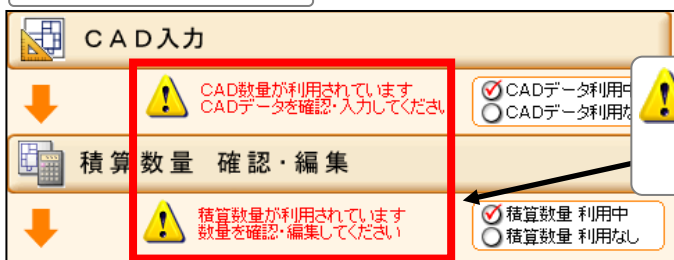 CAD入力
CAD数量が利用されています
CADデータを確認・入力してくださ
CADデータ利用中
CADデータ利用な
積算数量 確認・編集
積算数量が利用されています
数量を確認・編集してください
積算数量 利用中
積算数量 利用なし